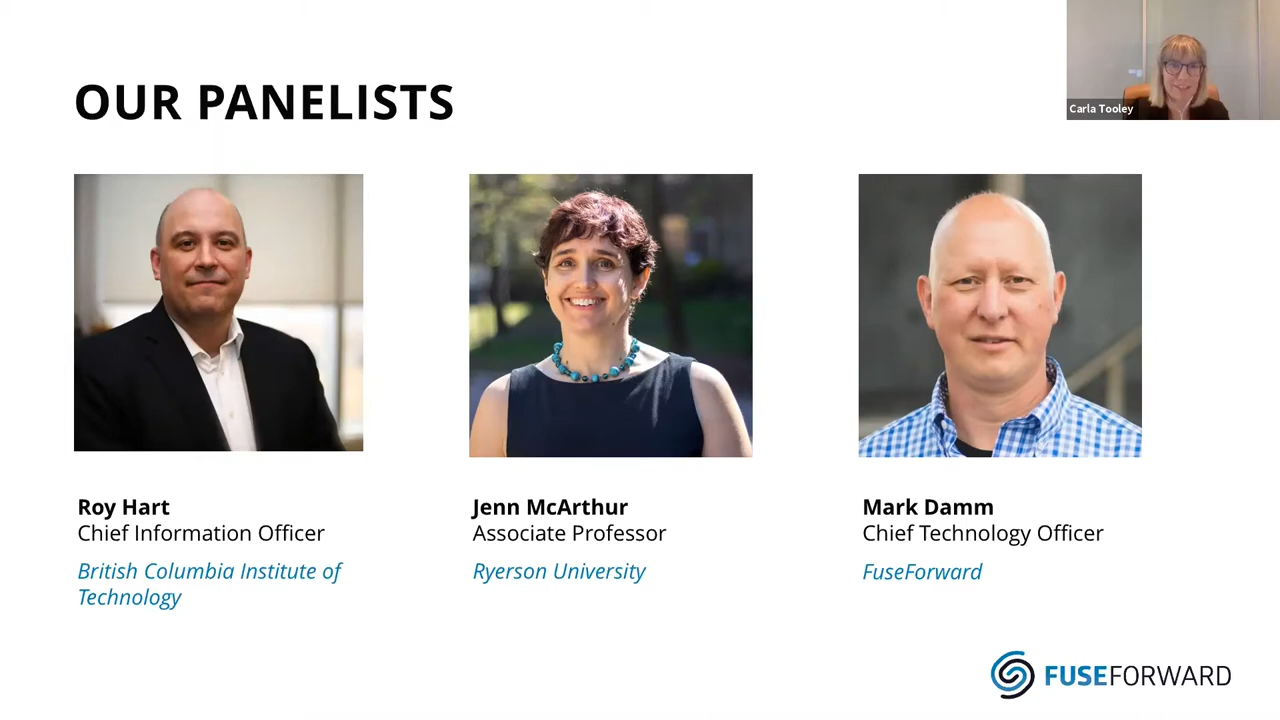 OUR PANELISTS
Carla Tooley
Roy Hart
Chief Information Officer
British Columbia Institute of
Technology
Jenn McArthur
Associate Professor
Ryerson University
Mark Damm
Chief Technology Officer
FuseForward
FUSEFORWARD